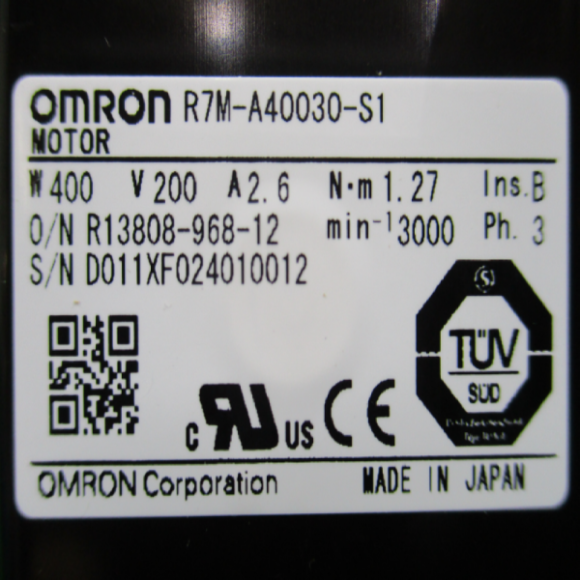 OMRON R7M-A40030-S1
MOTOR
W 400 V 200 A 2.6 N·m 1.27 Ins. B
O/N R13808-968-12 min⁻¹ 3000 Ph. 3
S/N D011XF024010012
S
TÜV
SÜD
c RU US CE
OMRON Corporation MADE IN JAPAN